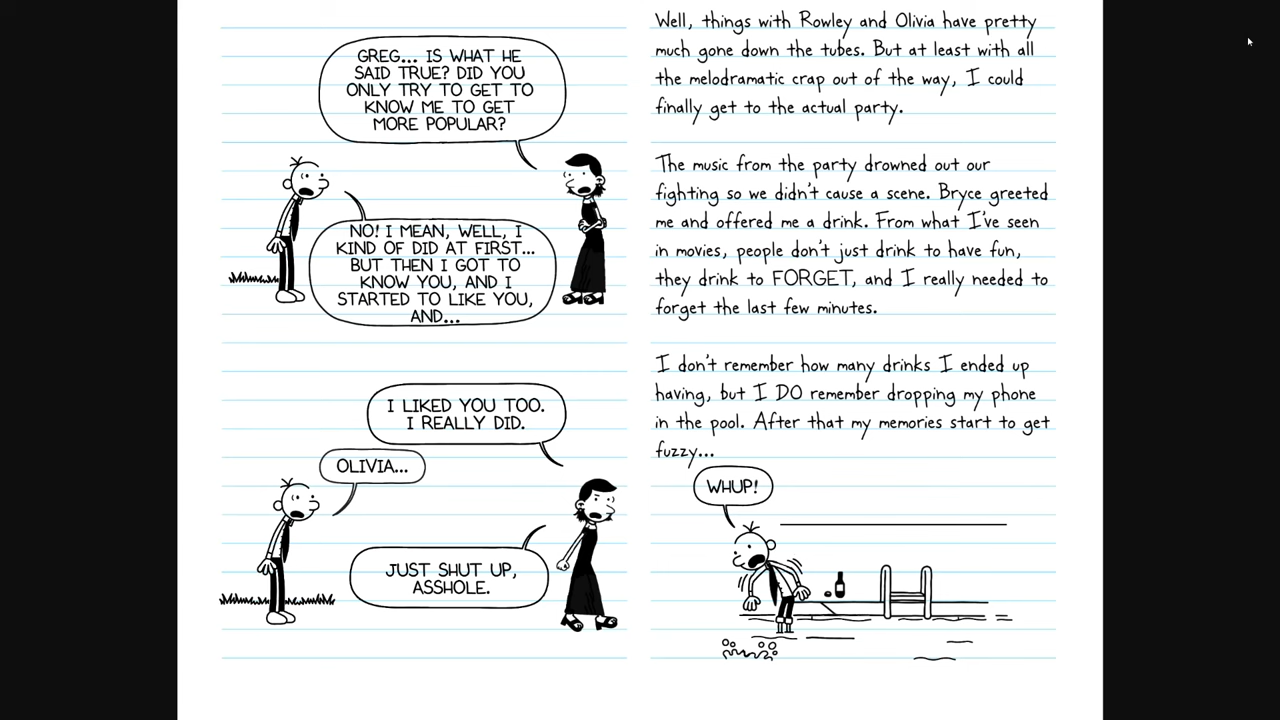 GREG... IS WHAT HE
SAID TRUE? DID YOU
ONLY TRY TO GET TO
KNOW ME TO GET
MORE POPULAR?
NO! I MEAN, WELL, I
KIND OF DID AT FIRST...
BUT THEN I GOT TO
KNOW YOU, AND I
STARTED TO LIKE YOU,
AND...
I LIKED YOU TOO.
I REALLY DID.
OLIVIA...
JUST SHUT UP,
ASSHOLE.
Well, things with Rowley and Olivia have pretty
much gone down the tubes. But at least with all
the melodramatic crap out of the way, I could
finally get to the actual party.
The music from the party drowned out our
fighting so we didn't cause a scene. Bryce greeted
me and offered me a drink. From what I've seen
in movies, people don't just drink to have fun,
they drink to FORGET, and I really needed to
forget the last few minutes.
I don't remember how many drinks I ended up
having, but I DO remember dropping my phone
in the pool. After that my memories start to get
fuzzy...
WHUP!